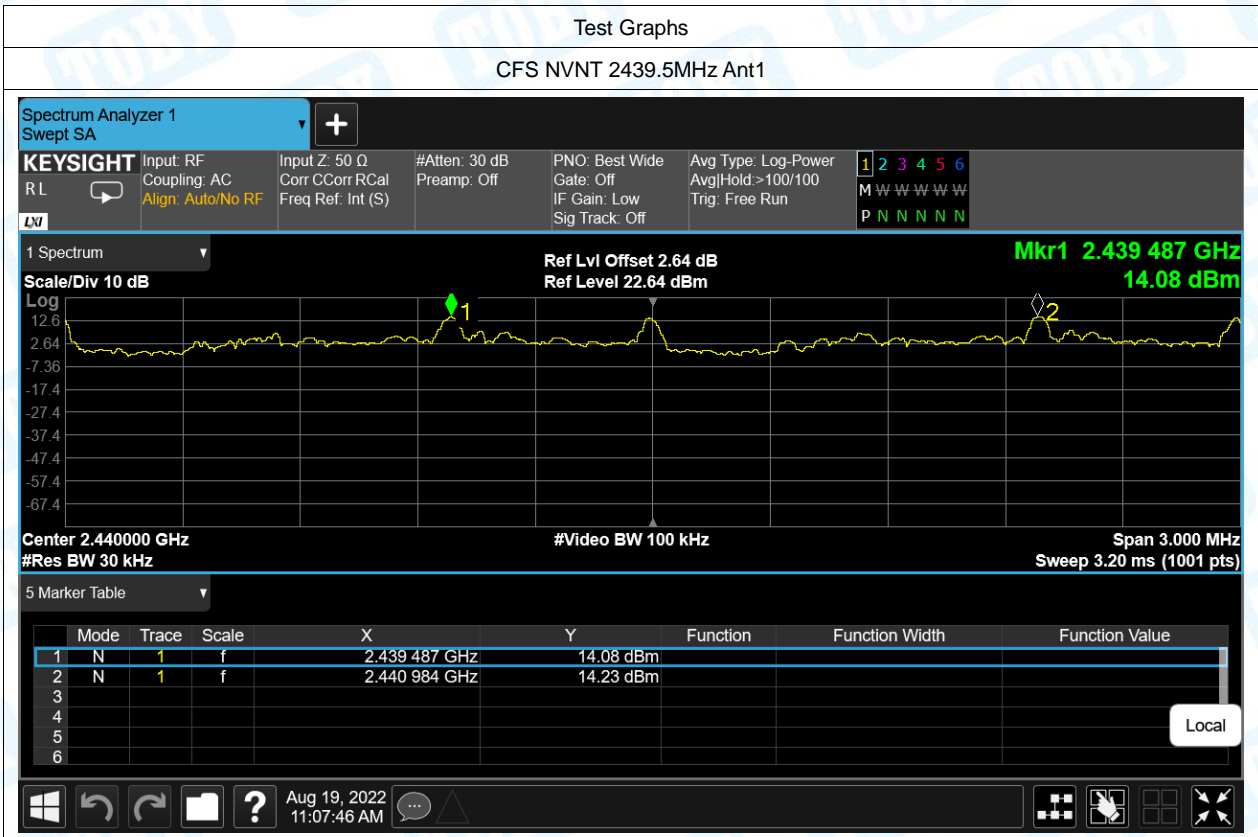 Test Graphs
CFS NVNT 2439.5MHz Ant1
Spectrum Analyzer 1
Swept SA
KEYSIGHT
RL
LXI
Input: RF
Coupling: AC
Align: Auto/No RF
Input Z: 50 Ω
Corr CCorr RCal
Freq Ref: Int (S)
#Atten: 30 dB
Preamp: Off
PNO: Best Wide
Gate: Off
IF Gain: Low
Sig Track: Off
Avg Type: Log-Power
Avg|Hold:>100/100
Trig: Free Run
1 2 3 4 5 6
M W W W W W
P N N N N N
1 Spectrum
Scale/Div 10 dB
Ref Lvl Offset 2.64 dB
Ref Level 22.64 dBm
Mkr1 2.439 487 GHz
14.08 dBm
Log
12.6
2.64
-7.36
-17.4
-27.4
-37.4
-47.4
-57.4
-67.4
1
2
Center 2.440000 GHz
#Video BW 100 kHz
Span 3.000 MHz
#Res BW 30 kHz
Sweep 3.20 ms (1001 pts)
5 Marker Table
Mode Trace Scale X Y Function Function Width Function Value
1 N 1 f 2.439 487 GHz 14.08 dBm
2 N 1 f 2.440 984 GHz 14.23 dBm
3
4
5
6
Local
?
Aug 19, 2022
11:07:46 AM
TOBY